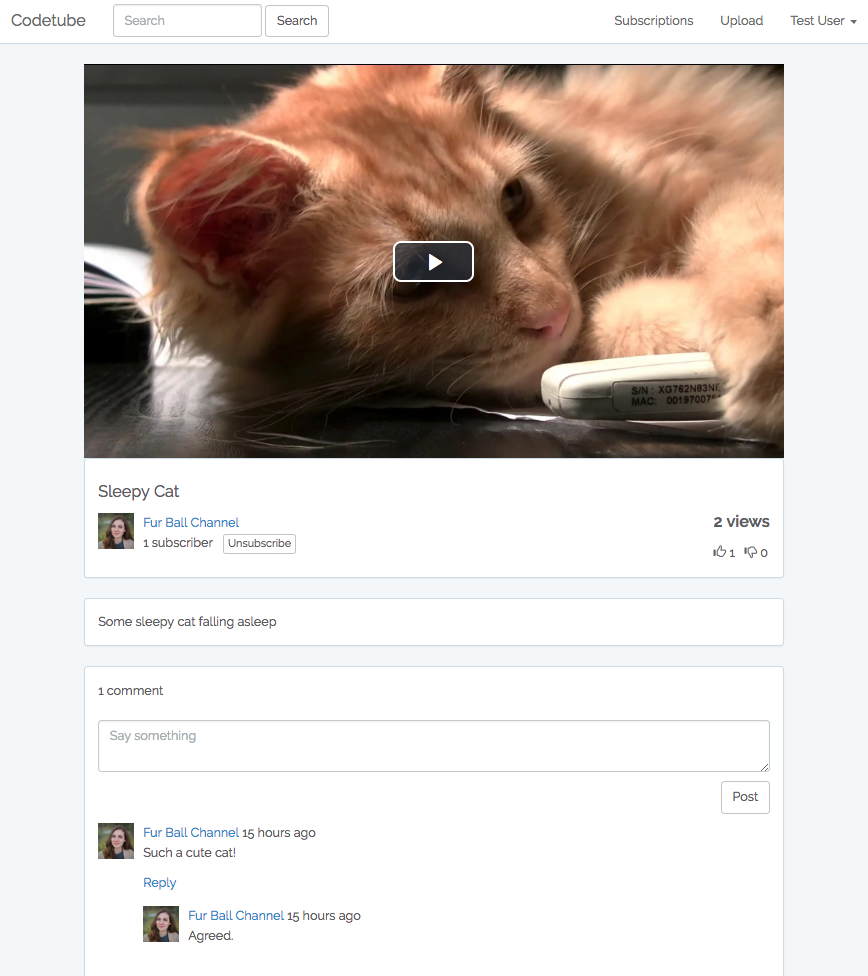 Codetube
Search
Search
Subscriptions
Upload
Test User
S/N : XG762N83NF
MAC: 0019700
Sleepy Cat
Fur Ball Channel
1 subscriber
Unsubscribe
2 views
1
0
Some sleepy cat falling asleep
1 comment
Say something
Post
Fur Ball Channel 15 hours ago
Such a cute cat!
Reply
Fur Ball Channel 15 hours ago
Agreed.